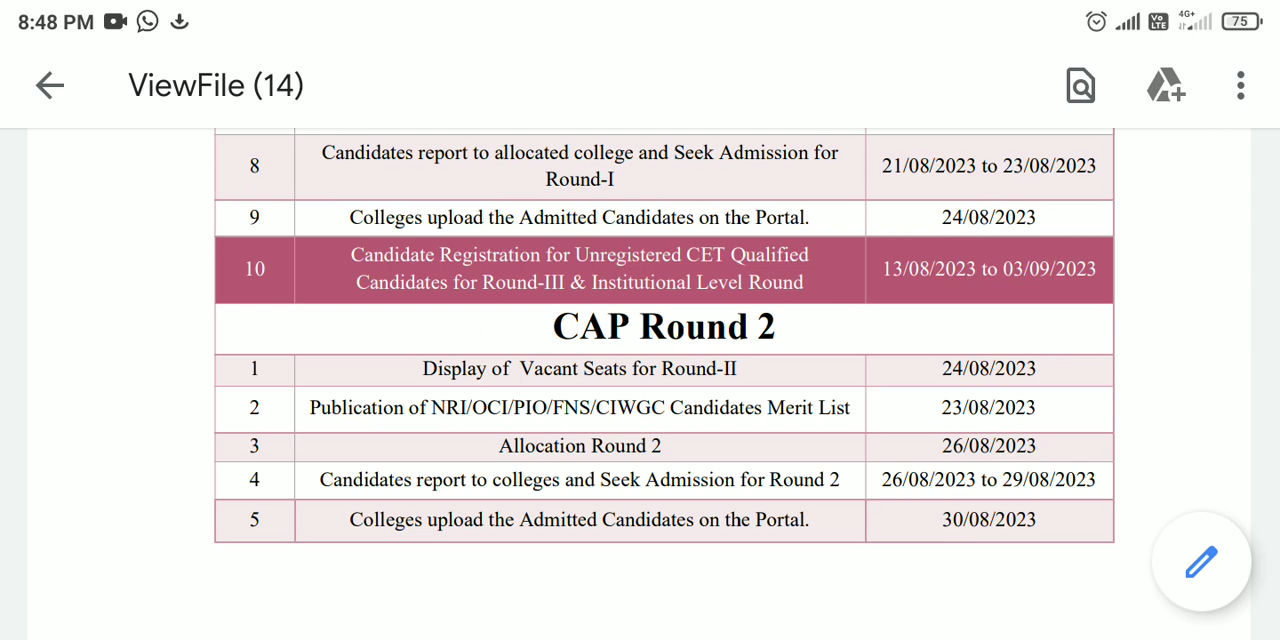 8:48 PM
Vo LTE 4G+ 75
ViewFile (14)
8 Candidates report to allocated college and Seek Admission for Round-I 21/08/2023 to 23/08/2023
9 Colleges upload the Admitted Candidates on the Portal. 24/08/2023
10 Candidate Registration for Unregistered CET Qualified Candidates for Round-III & Institutional Level Round 13/08/2023 to 03/09/2023
CAP Round 2
1 Display of Vacant Seats for Round-II 24/08/2023
2 Publication of NRI/OCI/PIO/FNS/CIWGC Candidates Merit List 23/08/2023
3 Allocation Round 2 26/08/2023
4 Candidates report to colleges and Seek Admission for Round 2 26/08/2023 to 29/08/2023
5 Colleges upload the Admitted Candidates on the Portal. 30/08/2023